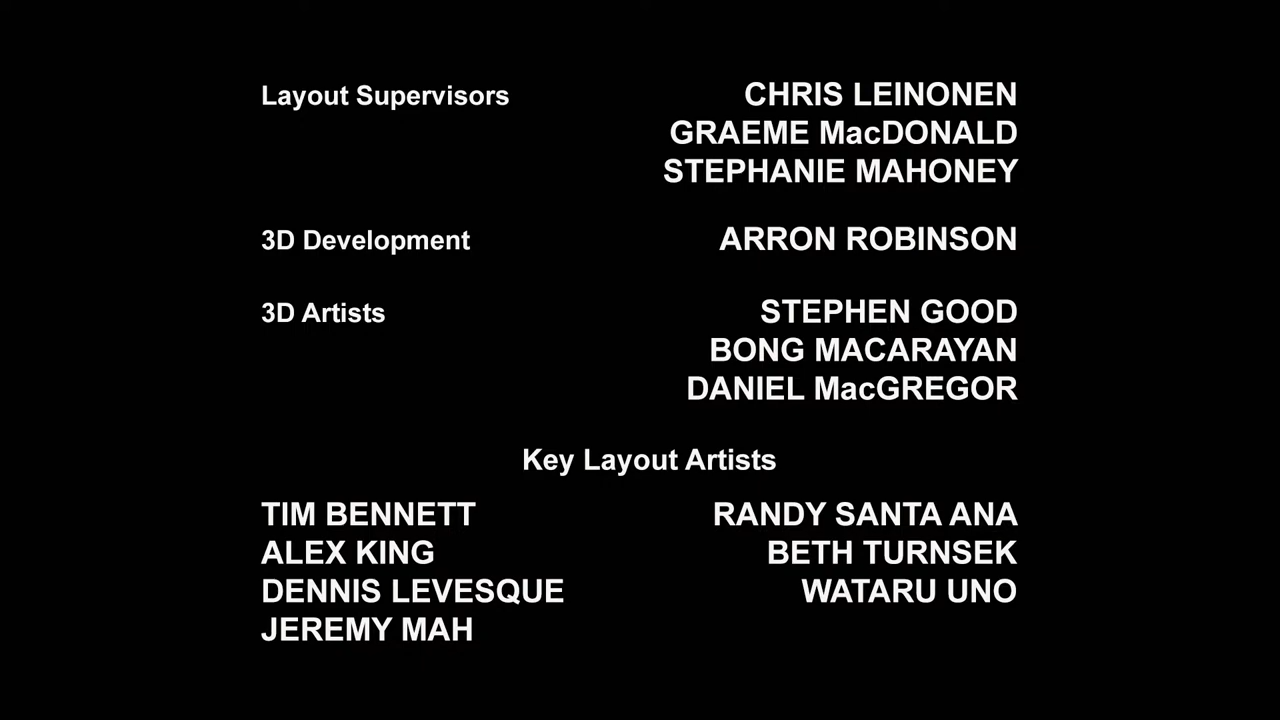 Layout Supervisors CHRIS LEINONEN
GRAEME MacDONALD
STEPHANIE MAHONEY
3D Development ARRON ROBINSON
3D Artists STEPHEN GOOD
BONG MACARAYAN
DANIEL MacGREGOR
Key Layout Artists
TIM BENNETT RANDY SANTA ANA
ALEX KING BETH TURNSEK
DENNIS LEVESQUE WATARU UNO
JEREMY MAH